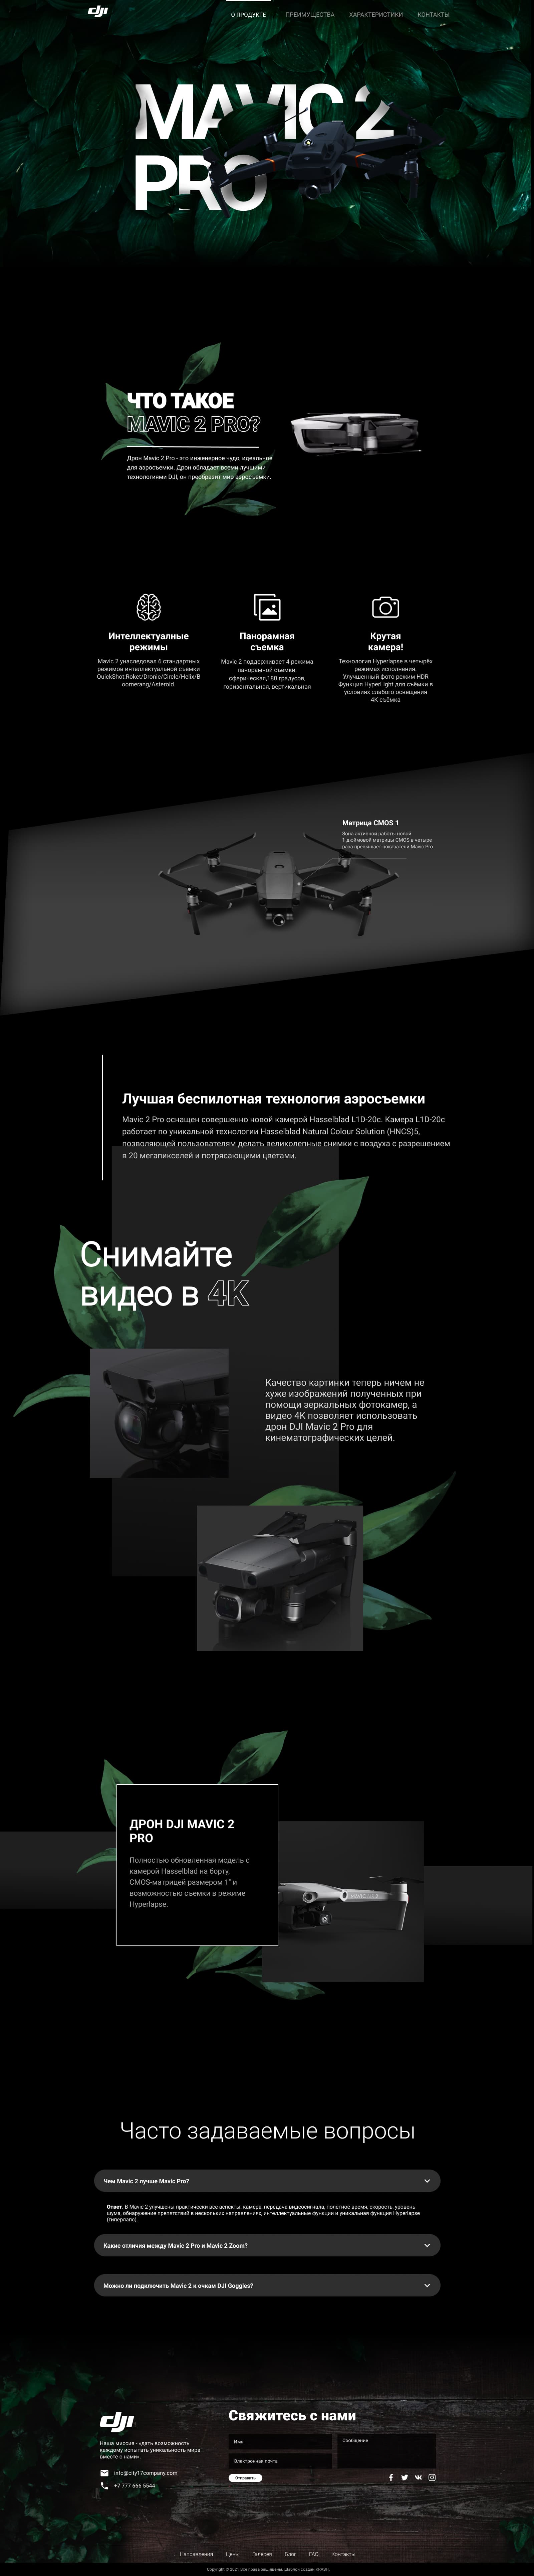 dji
О ПРОДУКТЕ ПРЕИМУЩЕСТВА ХАРАКТЕРИСТИКИ КОНТАКТЫ
MAVIC 2
PRO
ЧТО ТАКОЕ
MAVIC 2 PRO?
Дрон Mavic 2 Pro - это инженерное чудо, идеальное
для аэросъемки. Дрон обладает всеми лучшими
технологиями DJI, он преобразит мир аэросъемки.
Интеллектуалные
режимы
Mavic 2 унаследовал 6 стандартных
режимов интеллектуальной съемки
QuickShot:Roket/Dronie/Circle/Helix/B
oomerang/Asteroid.
Панорамная
съемка
Mavic 2 поддерживает 4 режима
панорамной съёмки:
сферическая,180 градусов,
горизонтальная, вертикальная
Крутая
камера!
Технология Hyperlapse в четырёх
режимах исполнения.
Улучшенный фото режим HDR
Функция HyperLight для съёмки в
условиях слабого освещения
4К съёмка
Матрица CMOS 1
Зона активной работы новой
1-дюймовой матрицы CMOS в четыре
раза превышает показатели Mavic Pro
Лучшая беспилотная технология аэросъемки
Mavic 2 Pro оснащен совершенно новой камерой Hasselblad L1D-20c. Камера L1D-20c
работает по уникальной технологии Hasselblad Natural Colour Solution (HNCS)5,
позволяющей пользователям делать великолепные снимки с воздуха с разрешением
в 20 мегапикселей и потрясающими цветами.
Снимайте
видео в 4K
Качество картинки теперь ничем не
хуже изображений полученных при
помощи зеркальных фотокамер, а
видео 4К позволяет использовать
дрон DJI Mavic 2 Pro для
кинематографических целей.
ДРОН DJI MAVIC 2
PRO
Полностью обновленная модель с
камерой Hasselblad на борту,
CMOS-матрицей размером 1" и
возможностью съемки в режиме
Hyperlapse.
Часто задаваемые вопросы
Чем Mavic 2 лучше Mavic Pro?
Ответ. В Mavic 2 улучшены практически все аспекты: камера, передача видеосигнала, полётное время, скорость, уровень
шума, обнаружение препятствий в нескольких направлениях, интеллектуальные функции и уникальная функция Hyperlapse
(гиперлапс).
Какие отличия между Mavic 2 Pro и Mavic 2 Zoom?
Можно ли подключить Mavic 2 к очкам DJI Goggles?
dji
Наша миссия - «дать возможность
каждому испытать уникальность мира
вместе с нами».
info@city17company.com
+7 777 666 5544
Свяжитесь с нами
Имя
Электронная почта
Сообщение
Отправить
Направления Цены Галерея Блог FAQ Контакты
Copyright © 2021 Все права защищены. Шаблон создан KRASH.